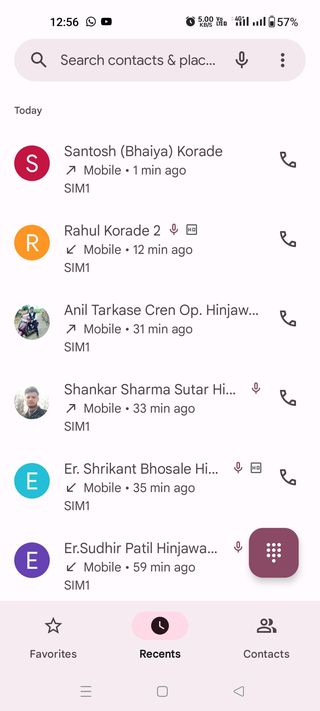 12:56 5.00 KB/S Vo LTE 4G 57%
Search contacts & plac...
Today
S Santosh (Bhaiya) Korade
Mobile • 1 min ago
SIM1
R Rahul Korade 2 HD
Mobile • 12 min ago
SIM1
Anil Tarkase Cren Op. Hinjaw...
Mobile • 31 min ago
SIM1
Shankar Sharma Sutar Hi...
Mobile • 33 min ago
SIM1
E Er. Shrikant Bhosale Hi... HD
Mobile • 35 min ago
SIM1
E Er.Sudhir Patil Hinjawa...
Mobile • 59 min ago
SIM1
Favorites Recents Contacts